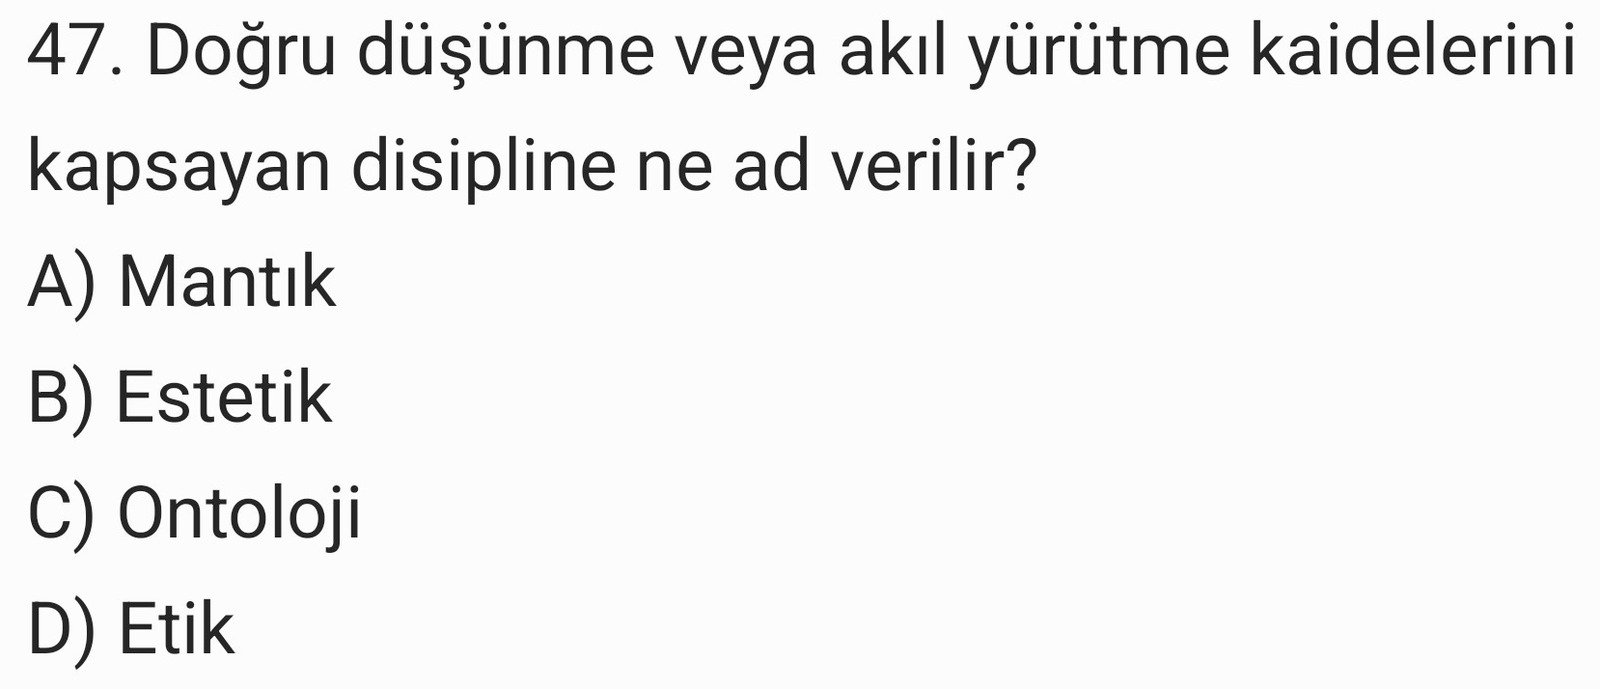 47. Doğru düşünme veya akıl yürütme kaidelerini
kapsayan disipline ne ad verilir?
A) Mantık
B) Estetik
C) Ontoloji
D) Etik